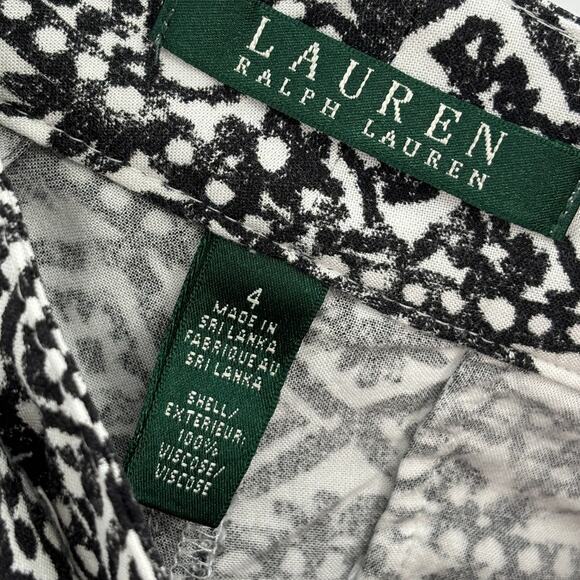 LAUREN
RALPH LAUREN
4
MADE IN
SRI LANKA
FABRIQUE AU
SRI LANKA
SHELL/
EXTERIEUR:
100%
VISCOSE/
VISCOSE